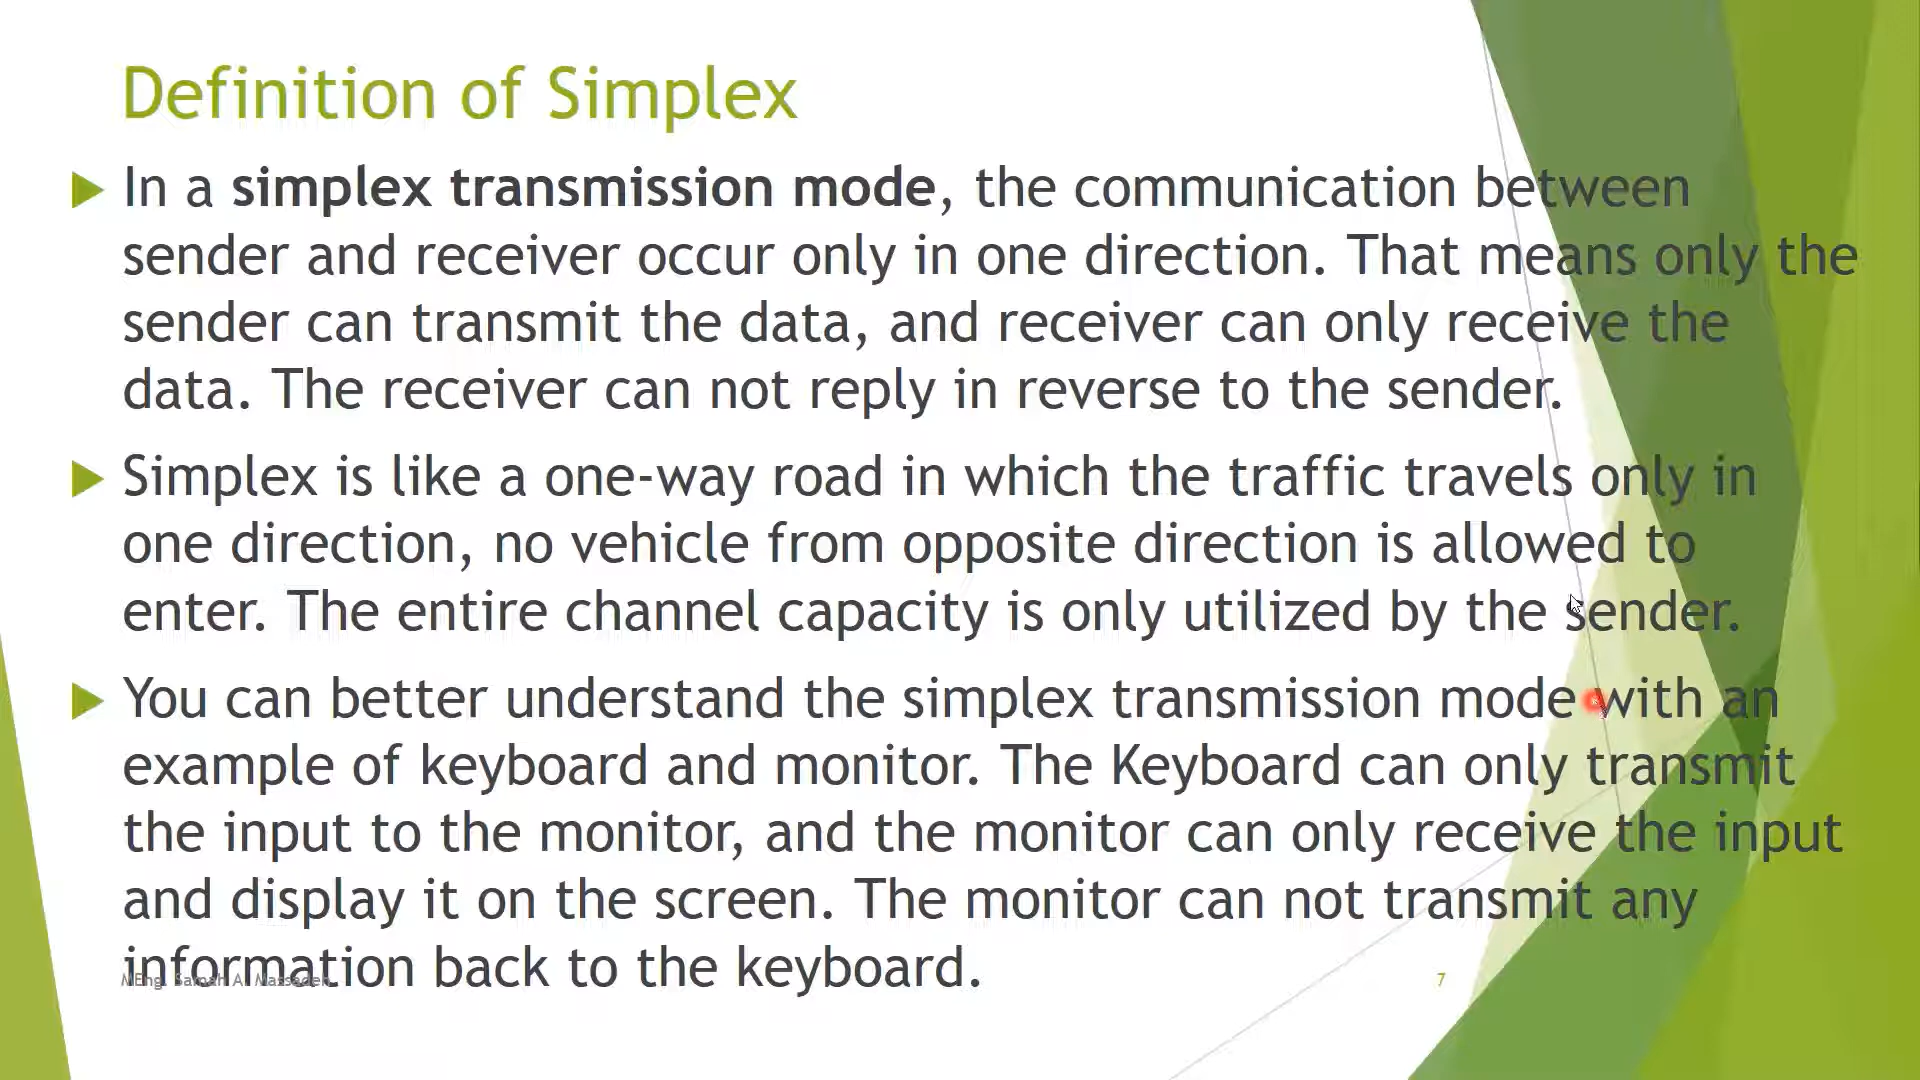 Definition of Simplex
In a simplex transmission mode, the communication between
sender and receiver occur only in one direction. That means only the
sender can transmit the data, and receiver can only receive the
data. The receiver can not reply in reverse to the sender.
Simplex is like a one-way road in which the traffic travels only in
one direction, no vehicle from opposite direction is allowed to
enter. The entire channel capacity is only utilized by the sender.
You can better understand the simplex transmission mode with an
example of keyboard and monitor. The Keyboard can only transmit
the input to the monitor, and the monitor can only receive the input
and display it on the screen. The monitor can not transmit any
information back to the keyboard.
MEng.
7